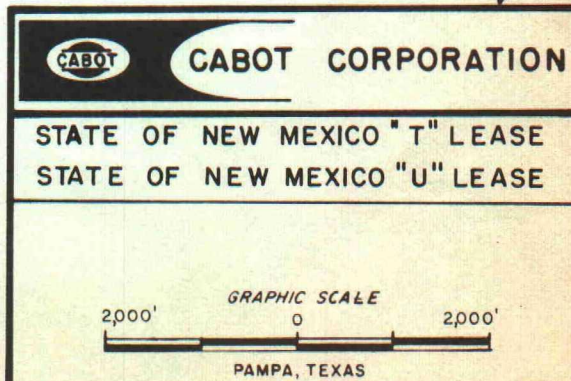 CABOT CABOT CORPORATION
STATE OF NEW MEXICO "T" LEASE
STATE OF NEW MEXICO "U" LEASE
GRAPHIC SCALE
2,000' 0 2,000'
PAMPA, TEXAS